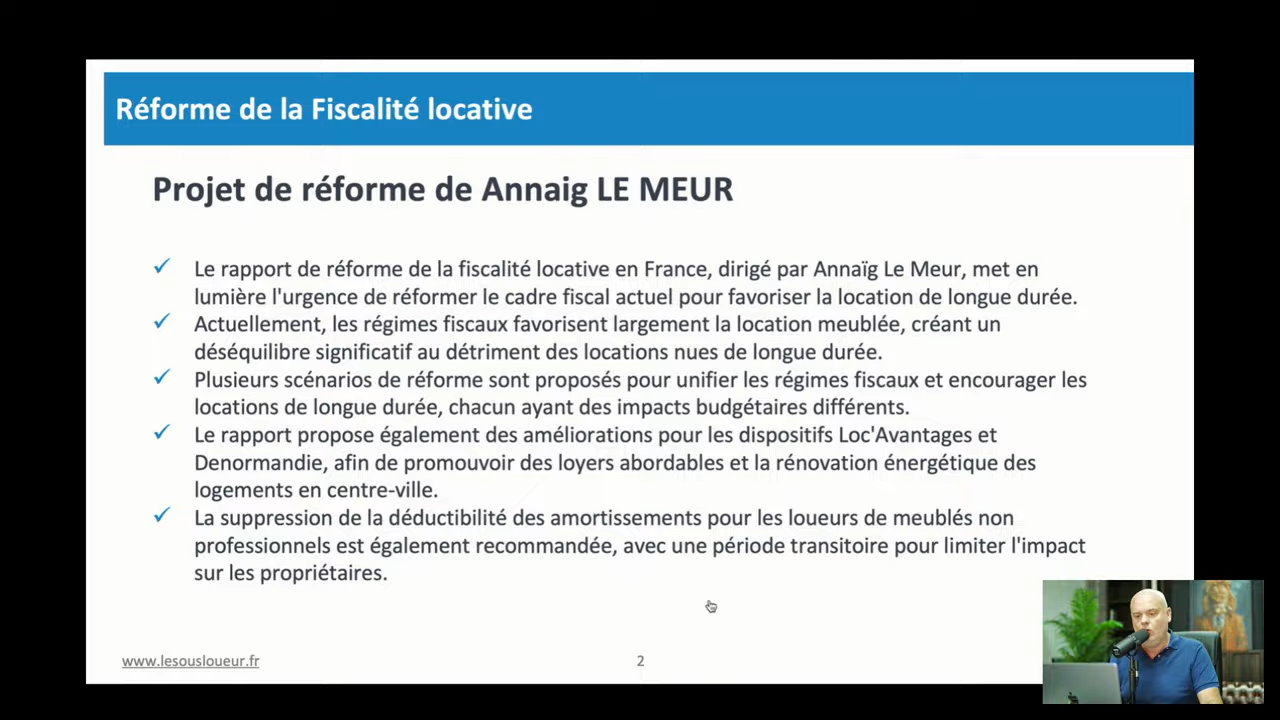 Réforme de la Fiscalité locative
Projet de réforme de Annaig LE MEUR
Le rapport de réforme de la fiscalité locative en France, dirigé par Annaïg Le Meur, met en
lumière l'urgence de réformer le cadre fiscal actuel pour favoriser la location de longue durée.
Actuellement, les régimes fiscaux favorisent largement la location meublée, créant un
déséquilibre significatif au détriment des locations nues de longue durée.
Plusieurs scénarios de réforme sont proposés pour unifier les régimes fiscaux et encourager les
locations de longue durée, chacun ayant des impacts budgétaires différents.
Le rapport propose également des améliorations pour les dispositifs Loc'Avantages et
Denormandie, afin de promouvoir des loyers abordables et la rénovation énergétique des
logements en centre-ville.
La suppression de la déductibilité des amortissements pour les loueurs de meublés non
professionnels est également recommandée, avec une période transitoire pour limiter l'impact
sur les propriétaires.
www.lesousloueur.fr
2